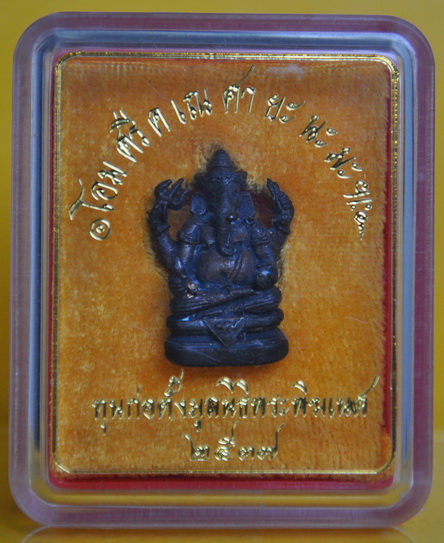 ๏ โอม ศรี ค เณ ศา ยะ นะ มะ ฯ
ทุนก่อตั้งมูลนิธิพระพิฆเนศ
๒๕๓๗